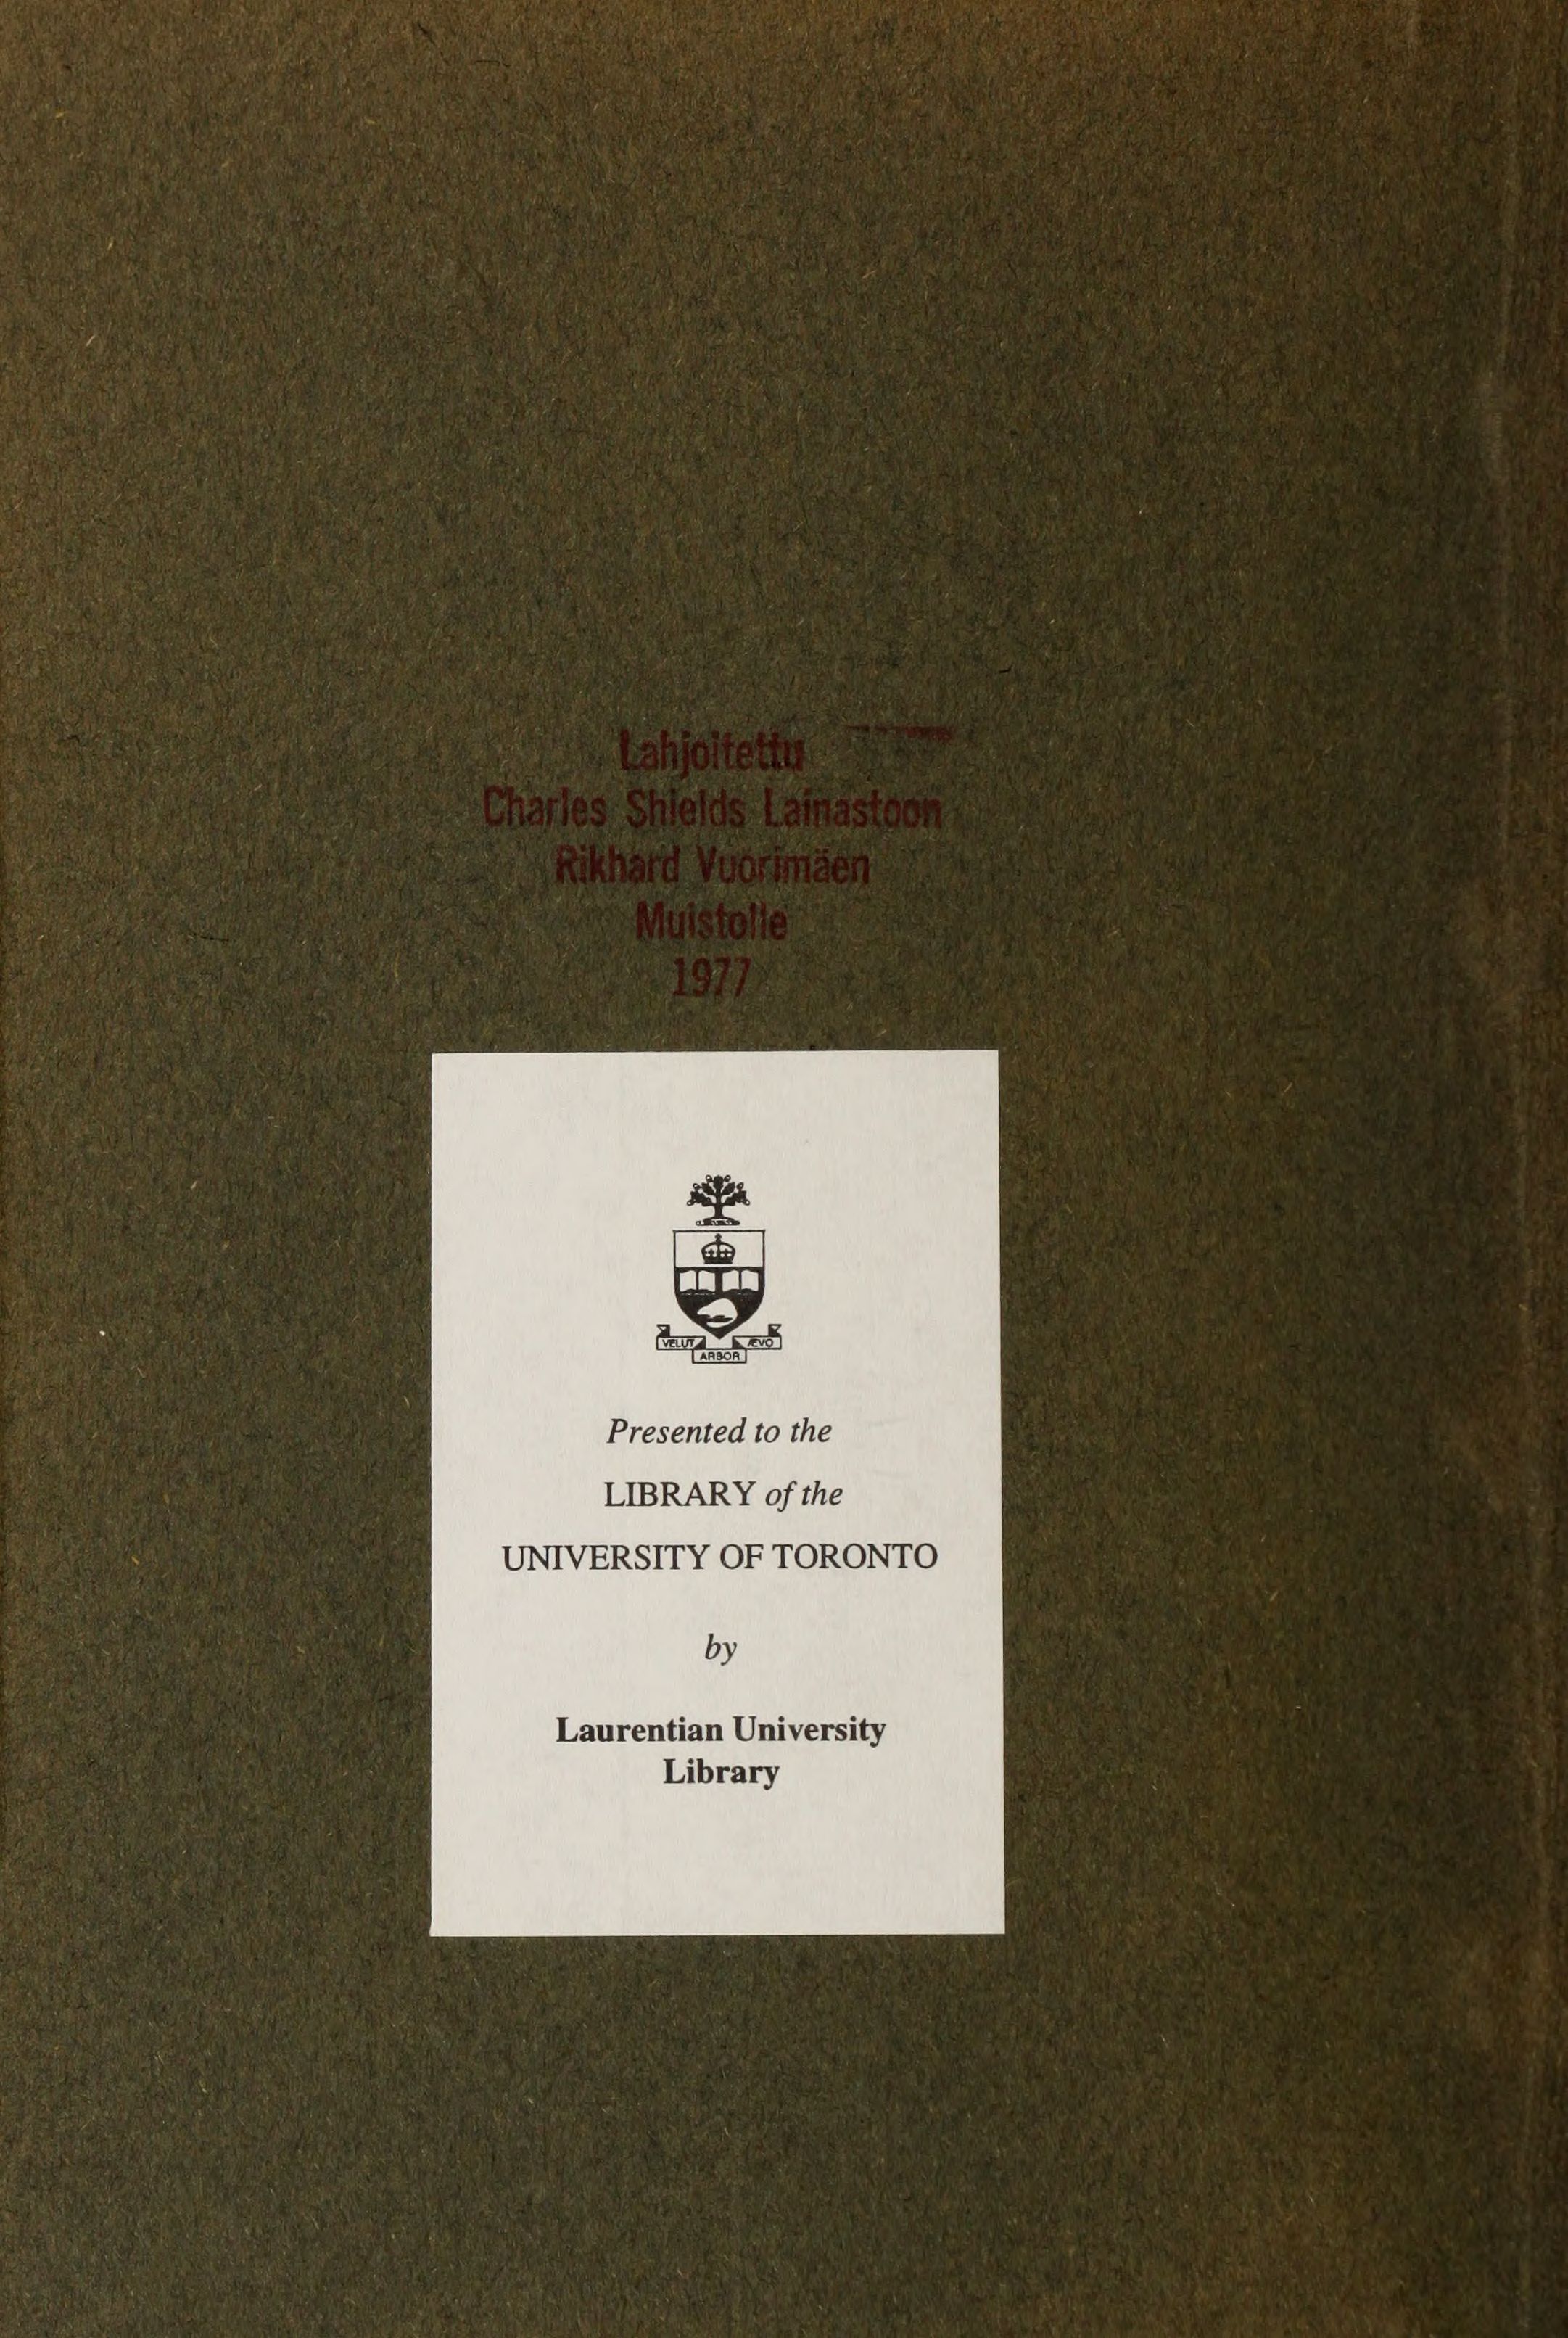 Lahjoitettu
Charles Shields Lainastoon
Rikhard Vuorimäen
Muistolle
1977
VELUT ÆVO
ARBOR
Presented to the
LIBRARY of the
UNIVERSITY OF TORONTO
by
Laurentian University
Library